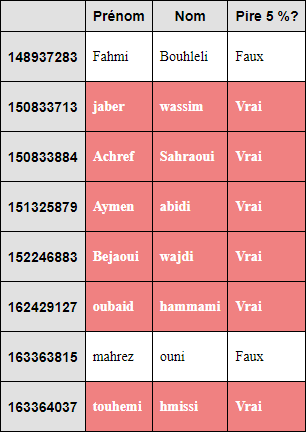 Prénom Nom Pire 5 %?
148937283 Fahmi Bouhleli Faux
150833713 jaber wassim Vrai
150833884 Achref Sahraoui Vrai
151325879 Aymen abidi Vrai
152246883 Bejaoui wajdi Vrai
162429127 oubaid hammami Vrai
163363815 mahrez ouni Faux
163364037 touhemi hmissi Vrai